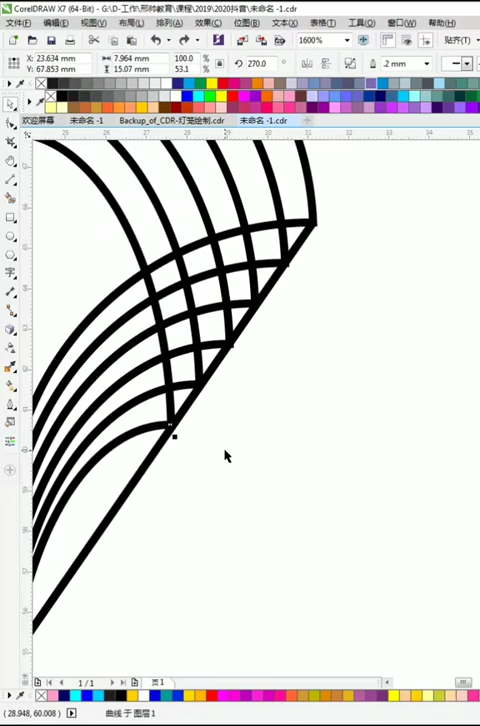 CorelDRAW X7 (64-Bit) - G:\D-工作\邢帅教育\课程\2019\2020抖音\未命名 -1.cdr
文件(F) 编辑(E) 视图(V) 布局(L) 排列(A) 效果(C) 位图(B) 文本(X) 表格(T) 工具(O) 窗口(W) 帮助(H)
1600% 贴齐(T)
X: 23.634 mm 7.964 mm 100.0 % 270.0 ° .2 mm
Y: 67.853 mm 15.07 mm 53.1 %
欢迎屏幕 未命名 -1 Backup_of_CDR-灯笼绘制.cdr 未命名 -1.cdr
25 26 27 28 29 30 31 32 33 34 35
字
1 / 1 页 1
( 28.948, 60.008 ) 曲线 于 图层 1